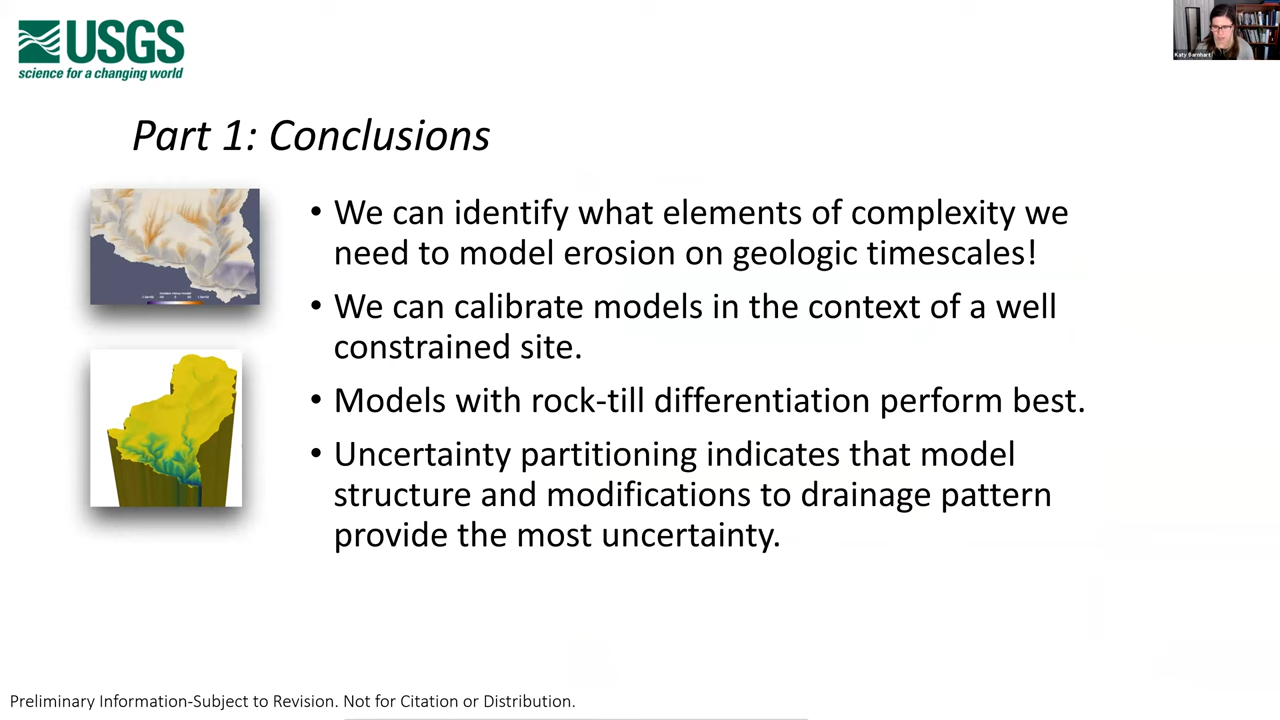 USGS
science for a changing world
Katy Barnhart
Part 1: Conclusions
• We can identify what elements of complexity we
need to model erosion on geologic timescales!
• We can calibrate models in the context of a well
constrained site.
• Models with rock-till differentiation perform best.
• Uncertainty partitioning indicates that model
structure and modifications to drainage pattern
provide the most uncertainty.
Preliminary Information-Subject to Revision. Not for Citation or Distribution.